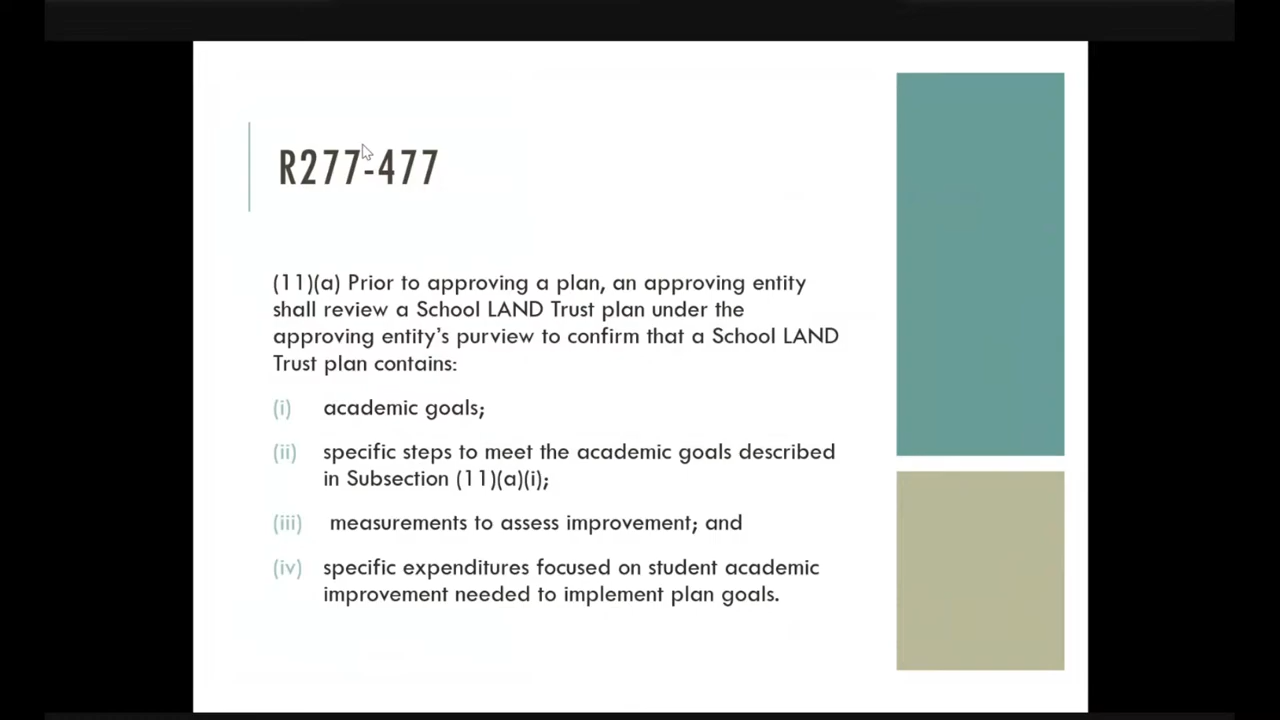 R277-477
(11)(a) Prior to approving a plan, an approving entity
shall review a School LAND Trust plan under the
approving entity’s purview to confirm that a School LAND
Trust plan contains:
(i) academic goals;
(ii) specific steps to meet the academic goals described
in Subsection (11)(a)(i);
(iii) measurements to assess improvement; and
(iv) specific expenditures focused on student academic
improvement needed to implement plan goals.